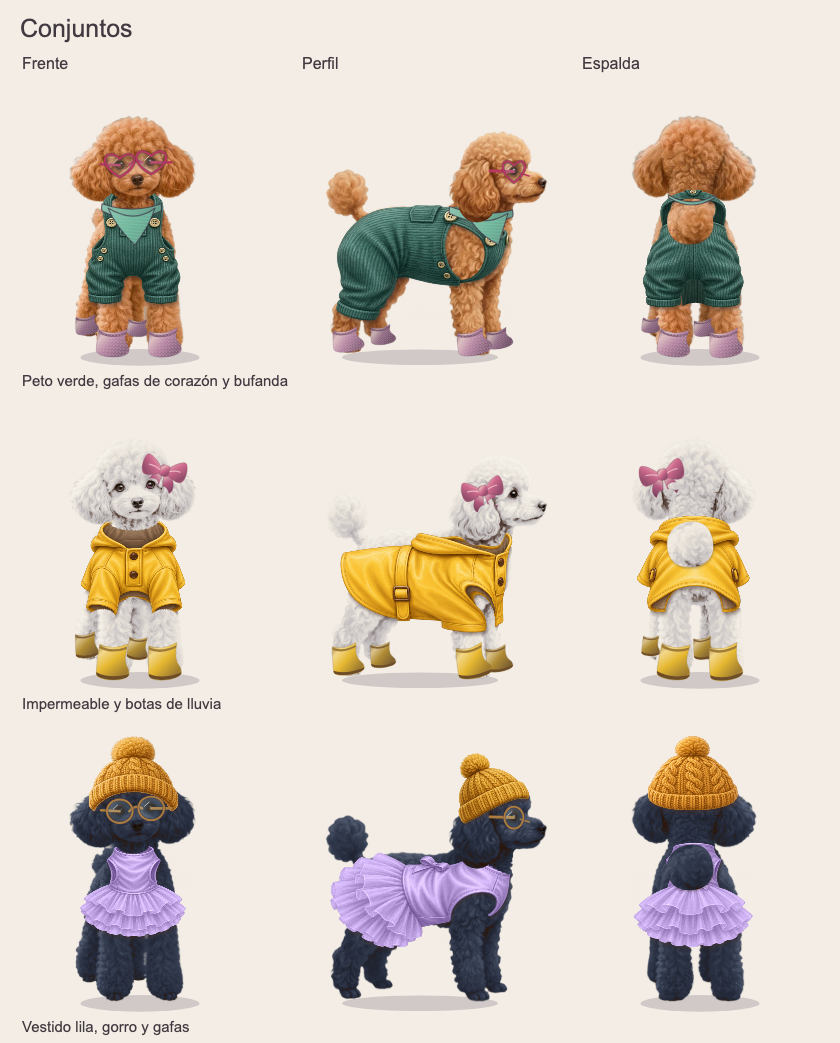 Conjuntos
Frente
Perfil
Espalda
Peto verde, gafas de corazón y bufanda
Impermeable y botas de lluvia
Vestido lila, gorro y gafas